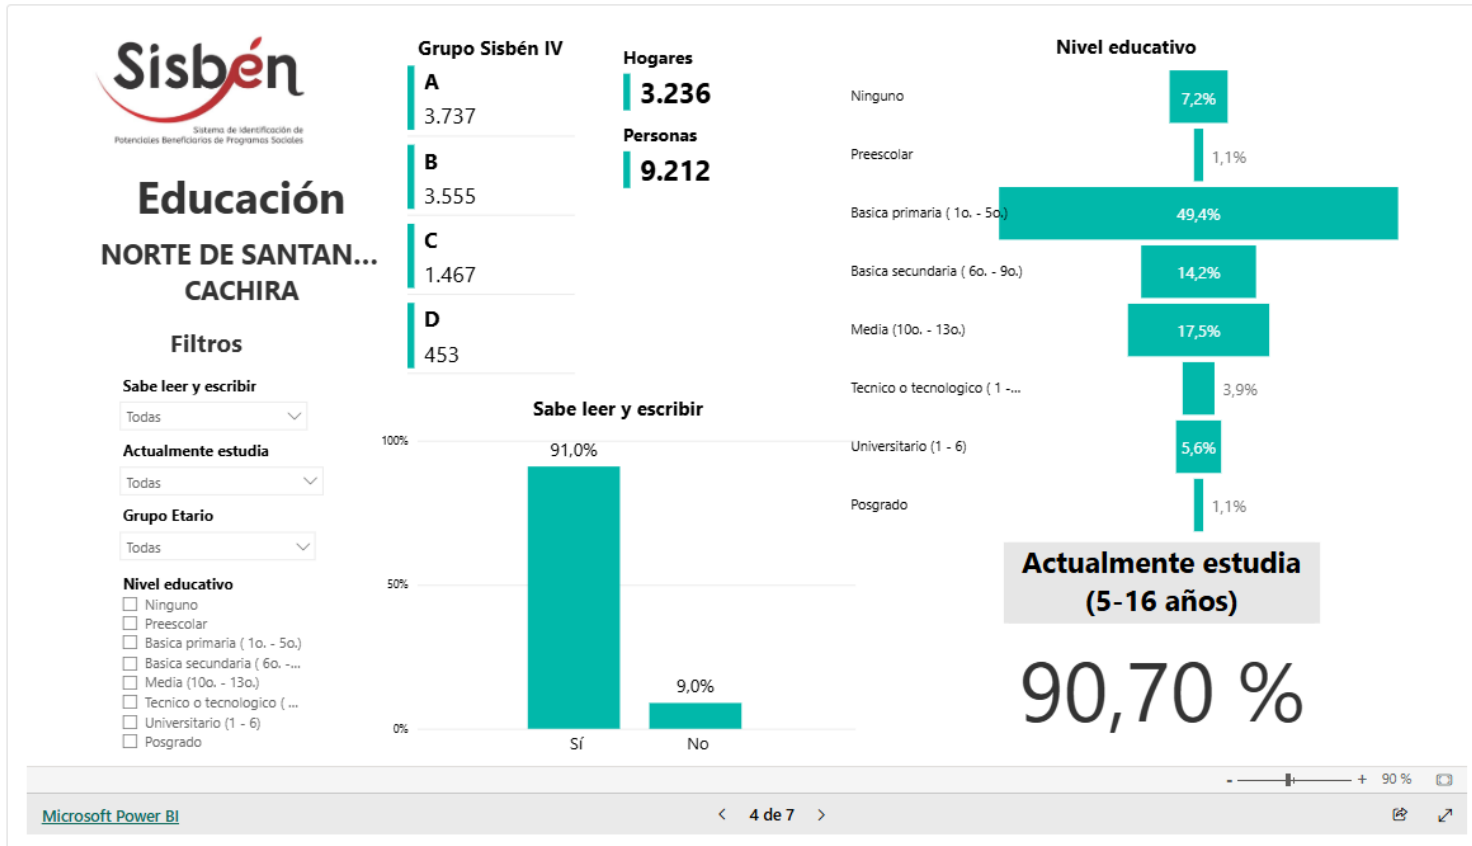 Sisbén
Sistema de Identificación de
Potenciales Beneficiarios de Programas Sociales
Educación
NORTE DE SANTAN...
CACHIRA
Filtros
Sabe leer y escribir
Todas
Actualmente estudia
Todas
Grupo Etario
Todas
Nivel educativo
Ninguno
Preescolar
Basica primaria ( 1o. - 5o.)
Basica secundaria ( 6o. -...
Media (10o. - 13o.)
Tecnico o tecnologico ( ...
Universitario (1 - 6)
Posgrado
Grupo Sisbén IV
A
3.737
B
3.555
C
1.467
D
453
Hogares
3.236
Personas
9.212
Sabe leer y escribir
100%
91,0%
50%
9,0%
0%
Sí No
Nivel educativo
Ninguno 7,2%
Preescolar 1,1%
Basica primaria ( 1o. - 5o.) 49,4%
Basica secundaria ( 6o. - 9o.) 14,2%
Media (10o. - 13o.) 17,5%
Tecnico o tecnologico ( 1 -... 3,9%
Universitario (1 - 6) 5,6%
Posgrado 1,1%
Actualmente estudia
(5-16 años)
90,70 %
- + 90 %
Microsoft Power BI
4 de 7